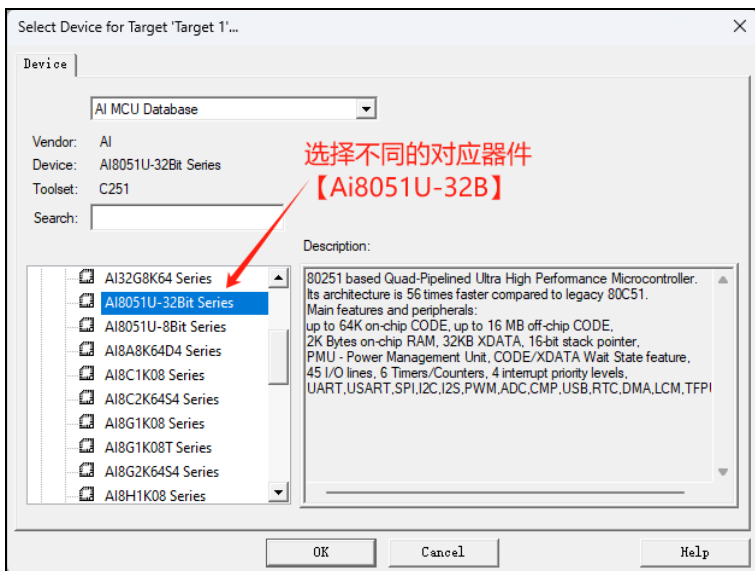 Select Device for Target 'Target 1'...
Device
AI MCU Database
Vendor: AI
Device: AI8051U-32Bit Series
Toolset: C251
Search:
选择不同的对应器件
【Ai8051U-32B】
Description:
AI32G8K64 Series
AI8051U-32Bit Series
AI8051U-8Bit Series
AI8A8K64D4 Series
AI8C1K08 Series
AI8C2K64S4 Series
AI8G1K08 Series
AI8G1K08T Series
AI8G2K64S4 Series
AI8H1K08 Series
80251 based Quad-Pipelined Ultra High Performance Microcontroller.
Its architecture is 56 times faster compared to legacy 80C51.
Main features and peripherals:
up to 64K on-chip CODE, up to 16 MB off-chip CODE,
2K Bytes on-chip RAM, 32KB XDATA, 16-bit stack pointer,
PMU - Power Management Unit, CODE/XDATA Wait State feature,
45 I/O lines, 6 Timers/Counters, 4 interrupt priority levels,
UART,USART,SPI,I2C,I2S,PWM,ADC,CMP,USB,RTC,DMA,LCM,TFPU
OK
Cancel
Help